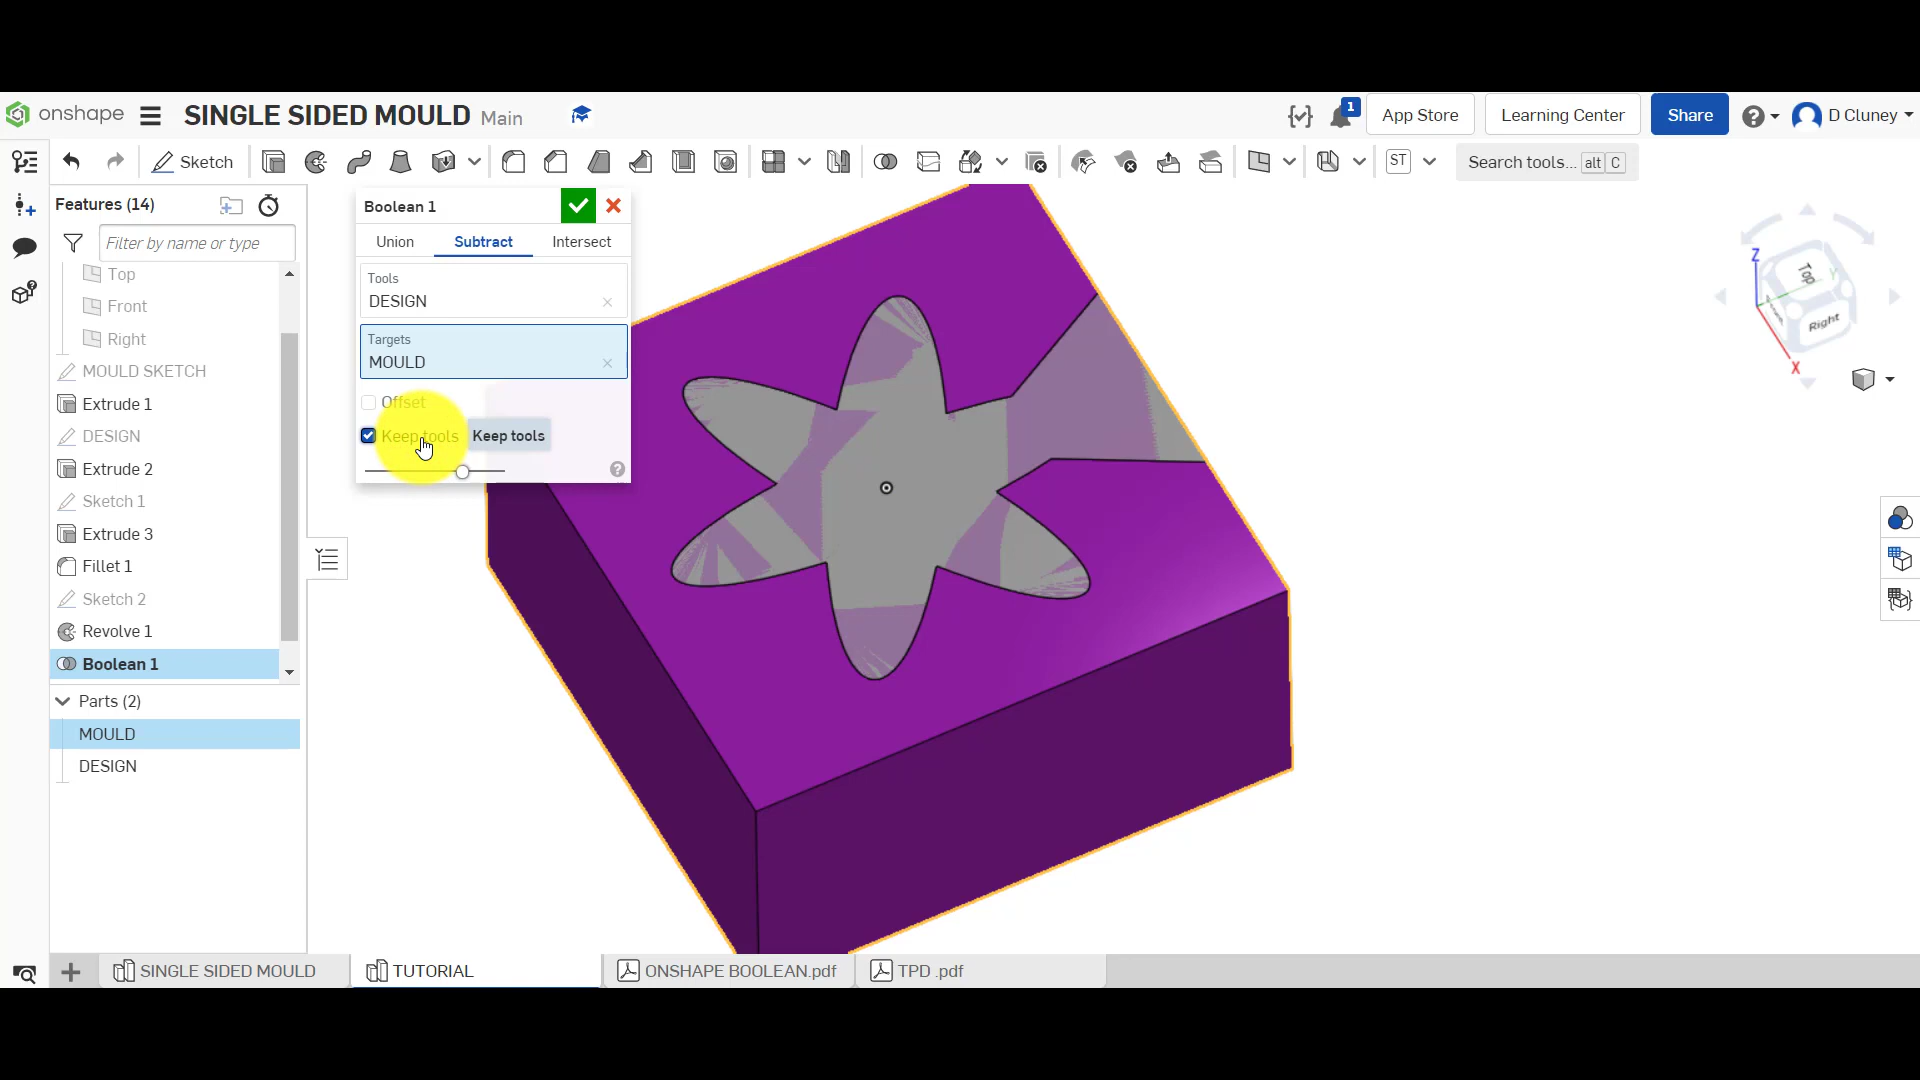 onshape SINGLE SIDED MOULD Main 1 App Store Learning Center Share D Cluney
Sketch ST Search tools... alt C
Features (14)
Filter by name or type
Top
Front
Right
MOULD SKETCH
Extrude 1
DESIGN
Extrude 2
Sketch 1
Extrude 3
Fillet 1
Sketch 2
Revolve 1
Boolean 1
Parts (2)
MOULD
DESIGN
Boolean 1
Union Subtract Intersect
Tools
DESIGN
Targets
MOULD
Offset
Keep tools Keep tools
Z
Top
Y
Right
X
SINGLE SIDED MOULD TUTORIAL ONSHAPE BOOLEAN.pdf TPD .pdf